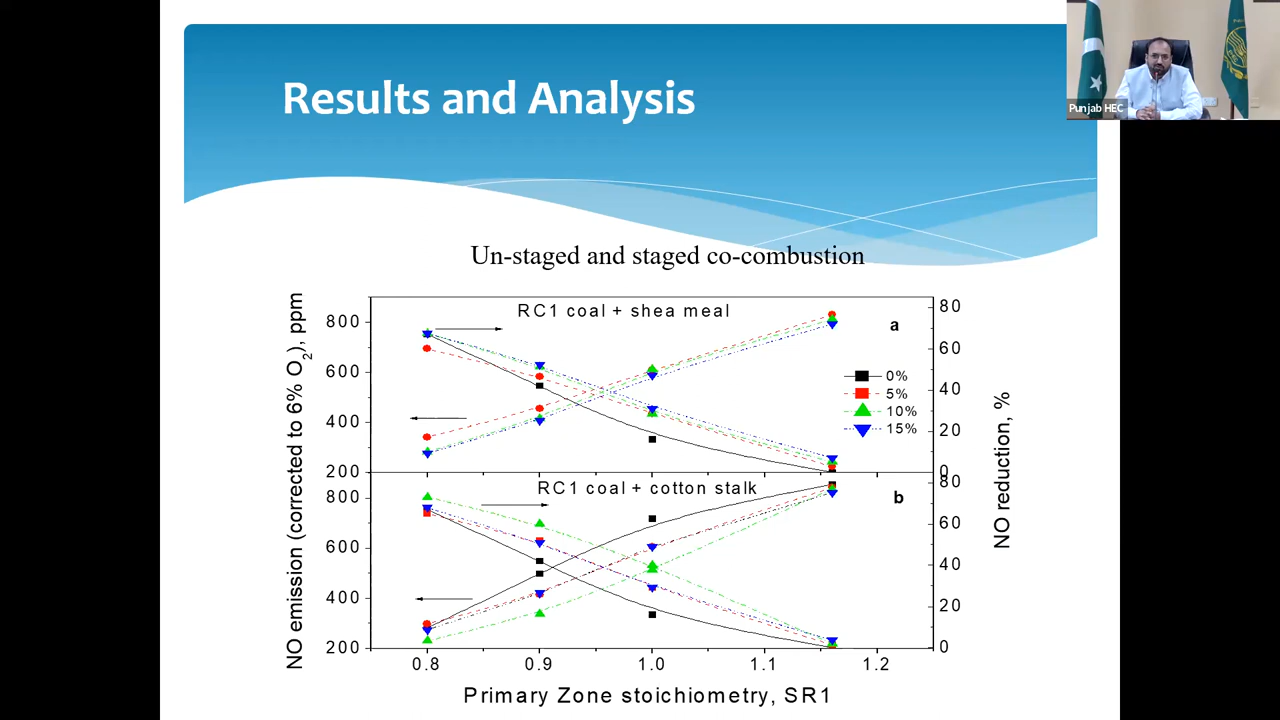 Results and Analysis
Punjab HEC
Un-staged and staged co-combustion
RC1 coal + shea meal
a
0%
5%
10%
15%
800
600
400
200
80
60
40
20
0
RC1 coal + cotton stalk
b
800
600
400
200
80
60
40
20
0
NO emission (corrected to 6% O2), ppm
NO reduction, %
0.8 0.9 1.0 1.1 1.2
Primary Zone stoichiometry, SR1